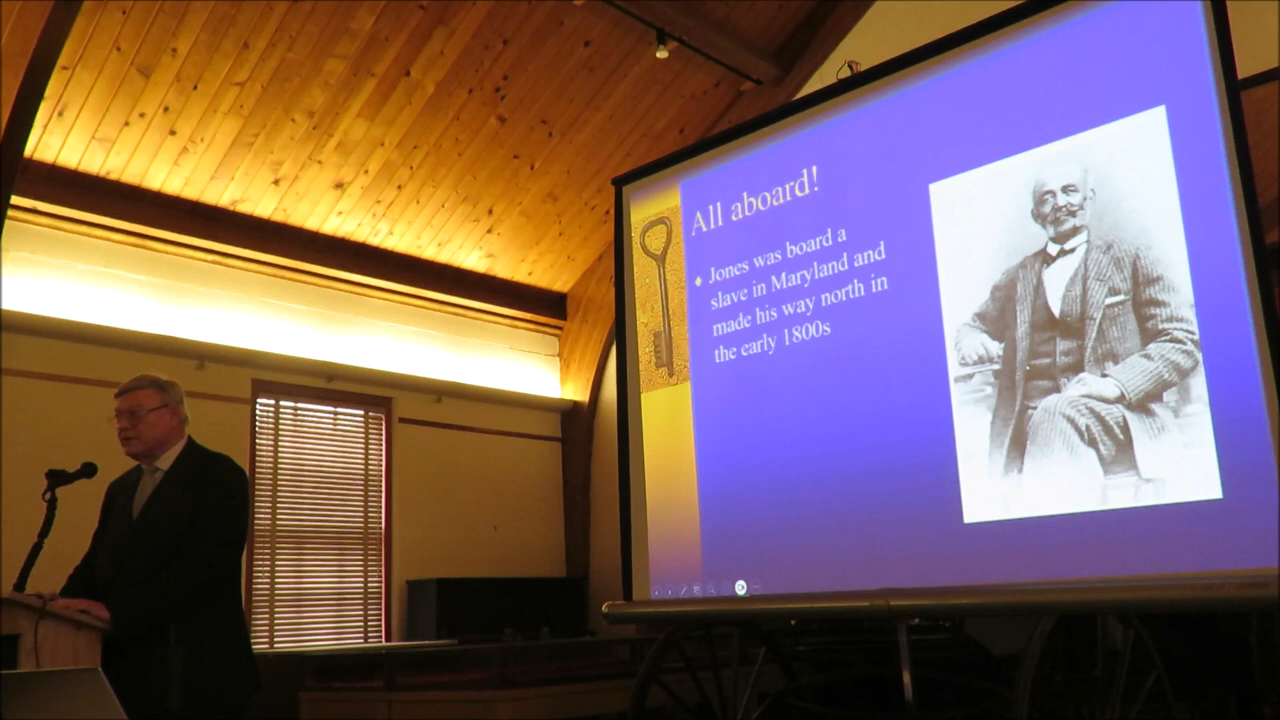 All aboard!
Jones was board a
slave in Maryland and
made his way north in
the early 1800s